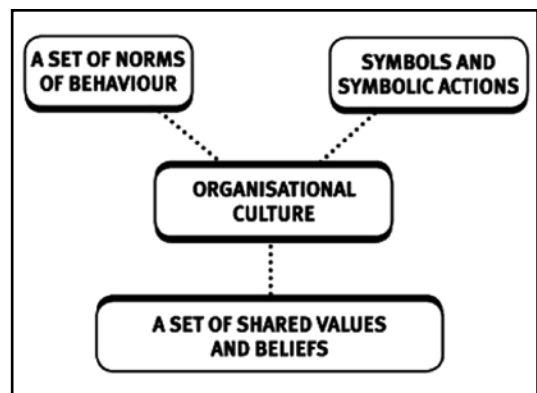 A SET OF NORMS
OF BEHAVIOUR
SYMBOLS AND
SYMBOLIC ACTIONS
ORGANISATIONAL
CULTURE
A SET OF SHARED VALUES
AND BELIEFS